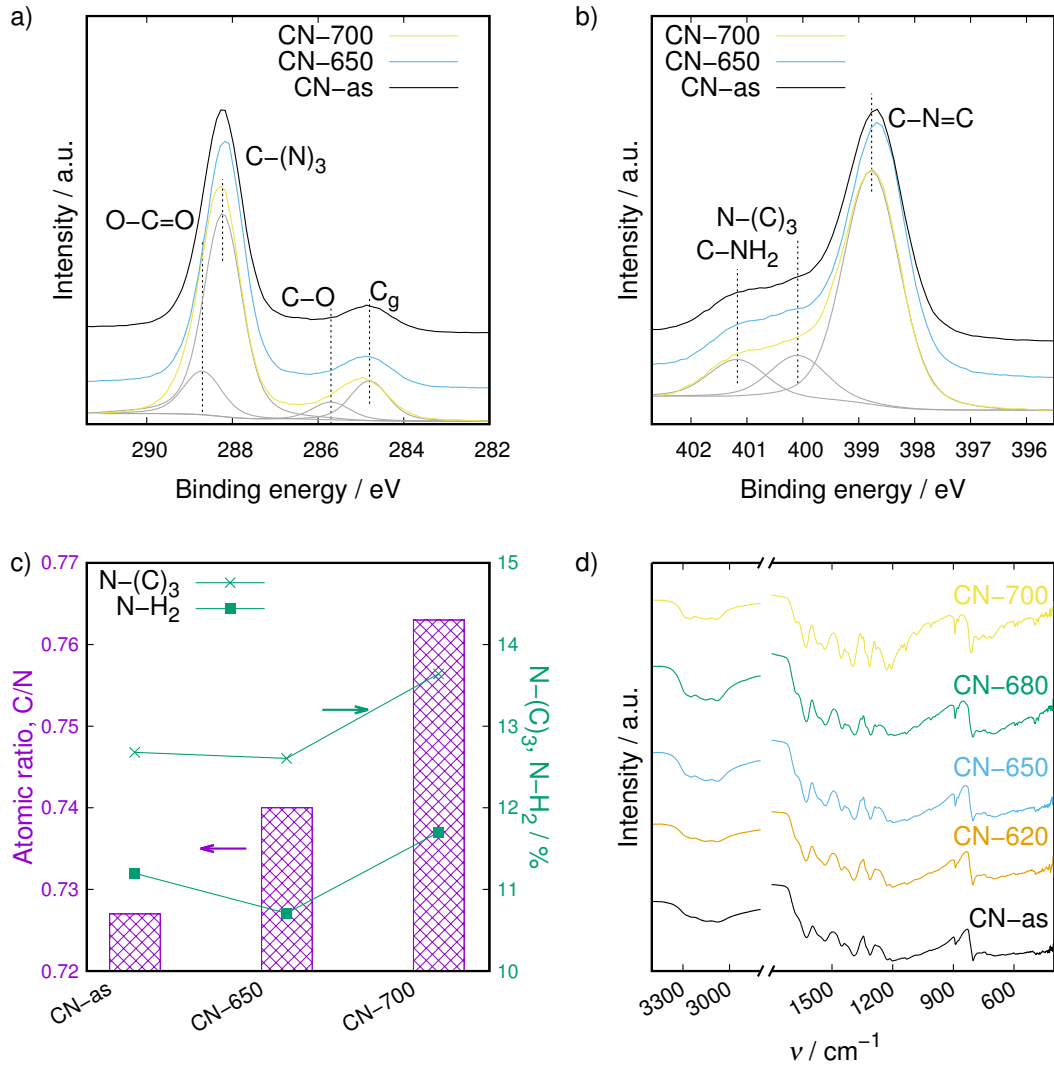 a)
CN–700
CN–650
CN–as
C–(N)3
O–C=O
C–O
Cg
Intensity / a.u.
290 288 286 284 282
Binding energy / eV
b)
CN–700
CN–650
CN–as
C–N=C
N–(C)3
C–NH2
Intensity / a.u.
402 401 400 399 398 397 396
Binding energy / eV
c)
N–(C)3
N–H2
0.77
0.76
0.75
0.74
0.73
0.72
Atomic ratio, C/N
15
14
13
12
11
10
N–(C)3, N–H2 / %
CN–as CN–650 CN–700
d)
CN–700
CN–680
CN–650
CN–620
CN–as
Intensity / a.u.
3300 3000 1500 1200 900 600
ν / cm−1